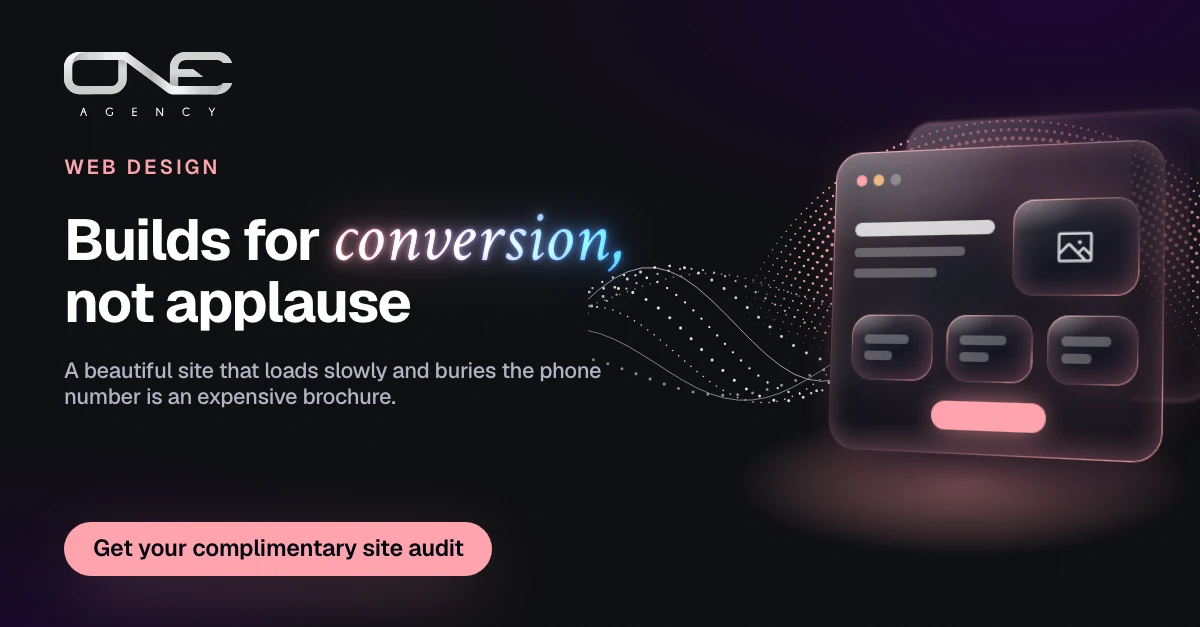 ONE
AGENCY
WEB DESIGN
Builds for conversion,
not applause
A beautiful site that loads slowly and buries the phone
number is an expensive brochure.
Get your complimentary site audit